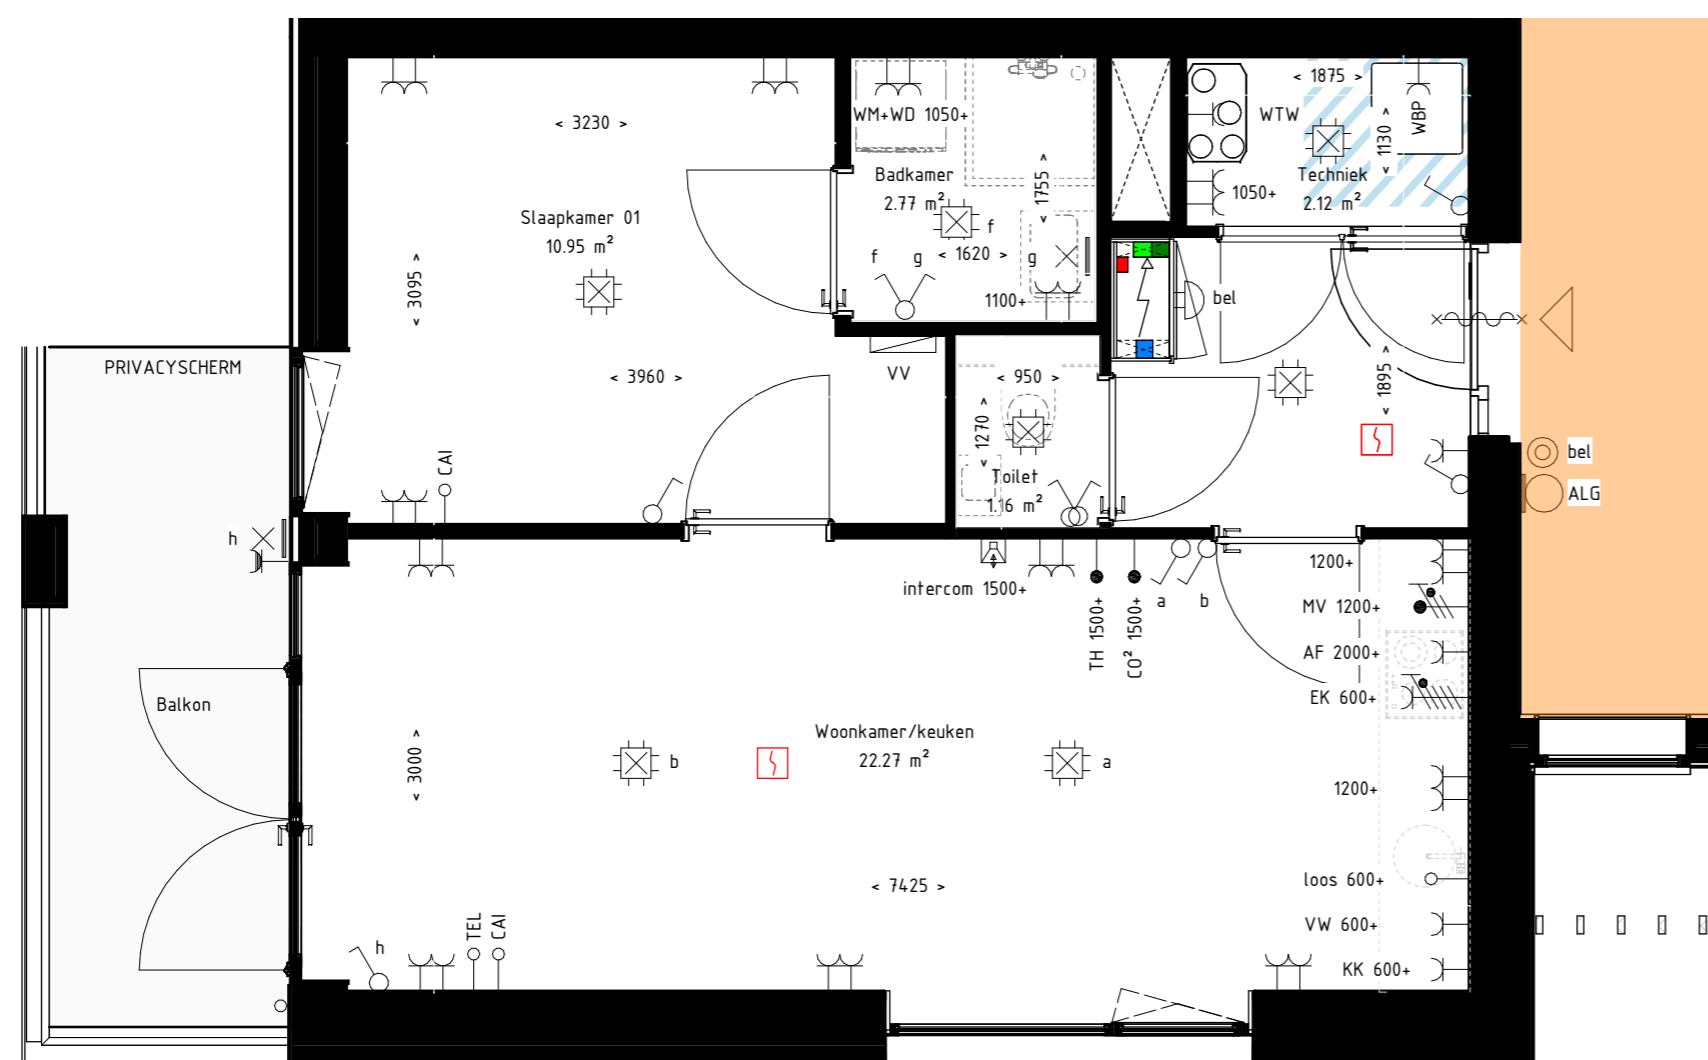 < 3230 >
WM+WD 1050+
< 1875 >
WTW
1130
WBP
Badkamer
2.77 m²
< 1755 >
1050+
Techniek
2.12 m²
Slaapkamer 01
10.95 m²
f
f
g
< 1620 >
g
1100+
< 3095 >
bel
PRIVACYSCHERM
< 3960 >
VV
< 950 >
< 1270 >
< 1895 >
Toilet
1.16 m²
CAI
bel
ALG
h
intercom 1500+
TH 1500+
CO² 1500+
a
b
1200+
MV 1200+
AF 2000+
EK 600+
Balkon
Woonkamer/keuken
22.27 m²
< 3000 >
b
a
1200+
< 7425 >
loos 600+
TEL
CAI
h
VW 600+
KK 600+